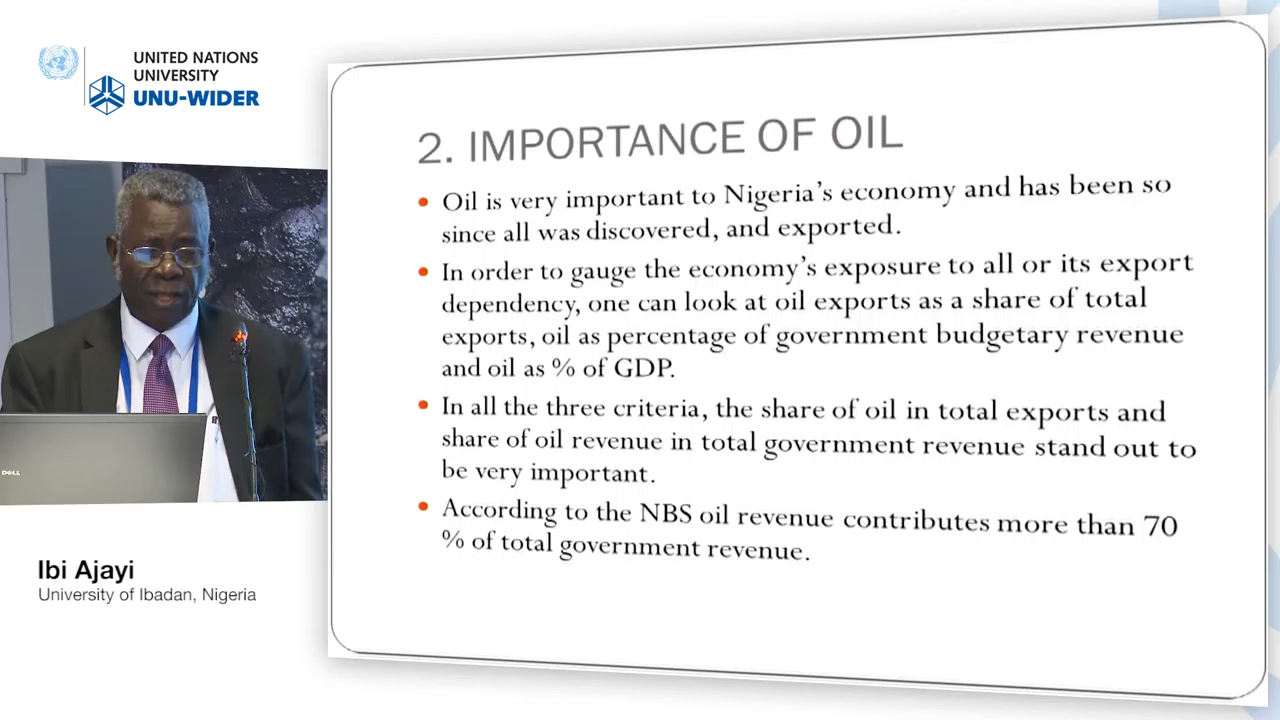 UNITED NATIONS
UNIVERSITY
UNU-WIDER
2. IMPORTANCE OF OIL
• Oil is very important to Nigeria's economy and has been so
since all was discovered, and exported.
• In order to gauge the economy's exposure to all or its export
dependency, one can look at oil exports as a share of total
exports, oil as percentage of government budgetary revenue
and oil as % of GDP.
• In all the three criteria, the share of oil in total exports and
share of oil revenue in total government revenue stand out to
be very important.
• According to the NBS oil revenue contributes more than 70
% of total government revenue.
DELL
Ibi Ajayi
University of Ibadan, Nigeria